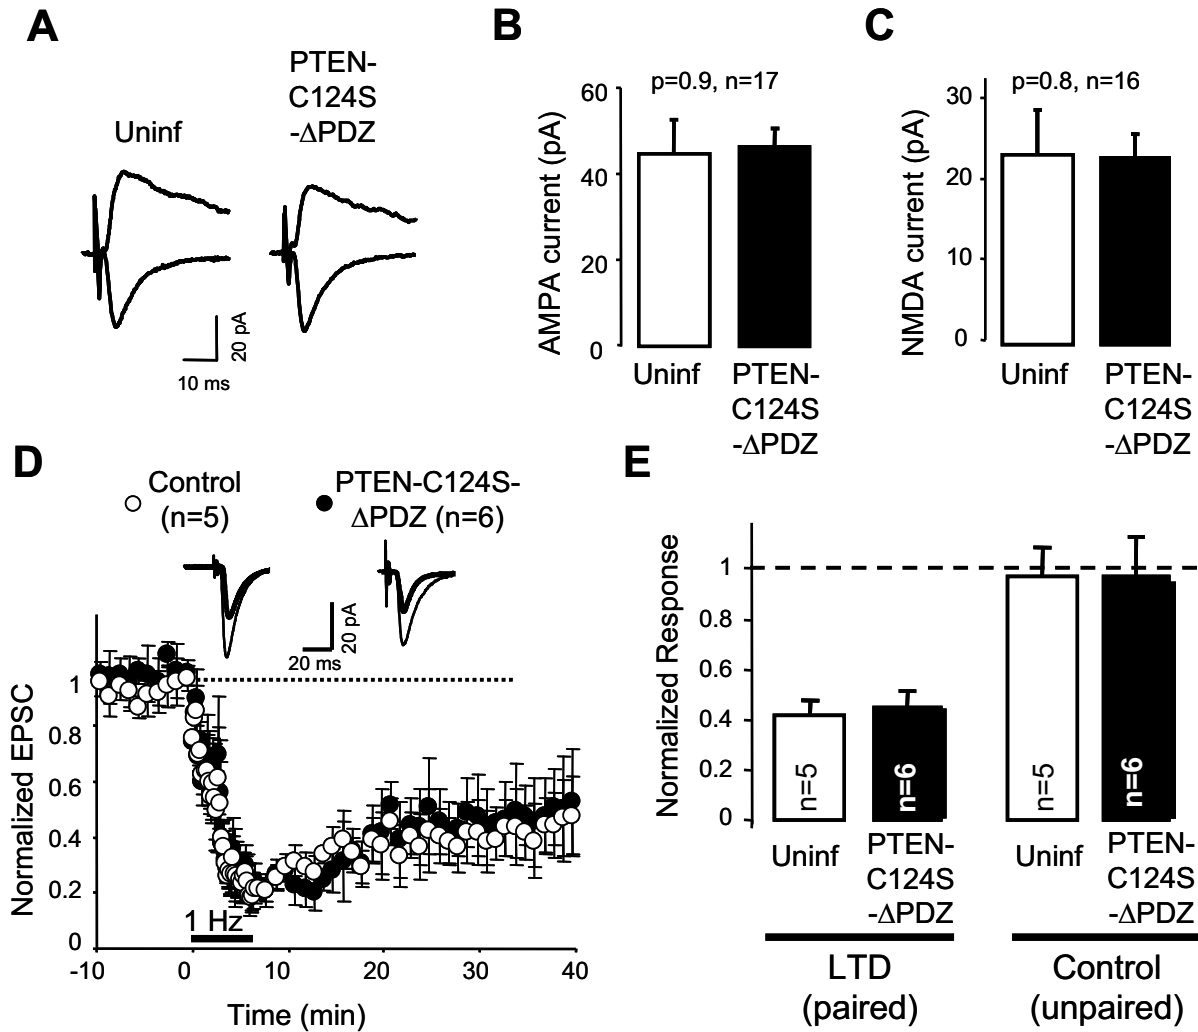 A
Uninf
PTEN-
C124S
-ΔPDZ
20 pA
10 ms
B
p=0.9, n=17
AMPA current (pA)
60
40
20
0
Uninf
PTEN-
C124S
-ΔPDZ
C
p=0.8, n=16
NMDA current (pA)
30
20
10
0
Uninf
PTEN-
C124S
-ΔPDZ
D
Control
(n=5)
PTEN-C124S-
ΔPDZ (n=6)
20 pA
20 ms
Normalized EPSC
1
0.8
0.6
0.4
0.2
0
1 Hz
-10
0
10
20
30
40
Time (min)
E
Normalized Response
1
0.8
0.6
0.4
0.2
0
n=5
n=6
n=5
n=6
Uninf
PTEN-
C124S
-ΔPDZ
Uninf
PTEN-
C124S
-ΔPDZ
LTD
(paired)
Control
(unpaired)